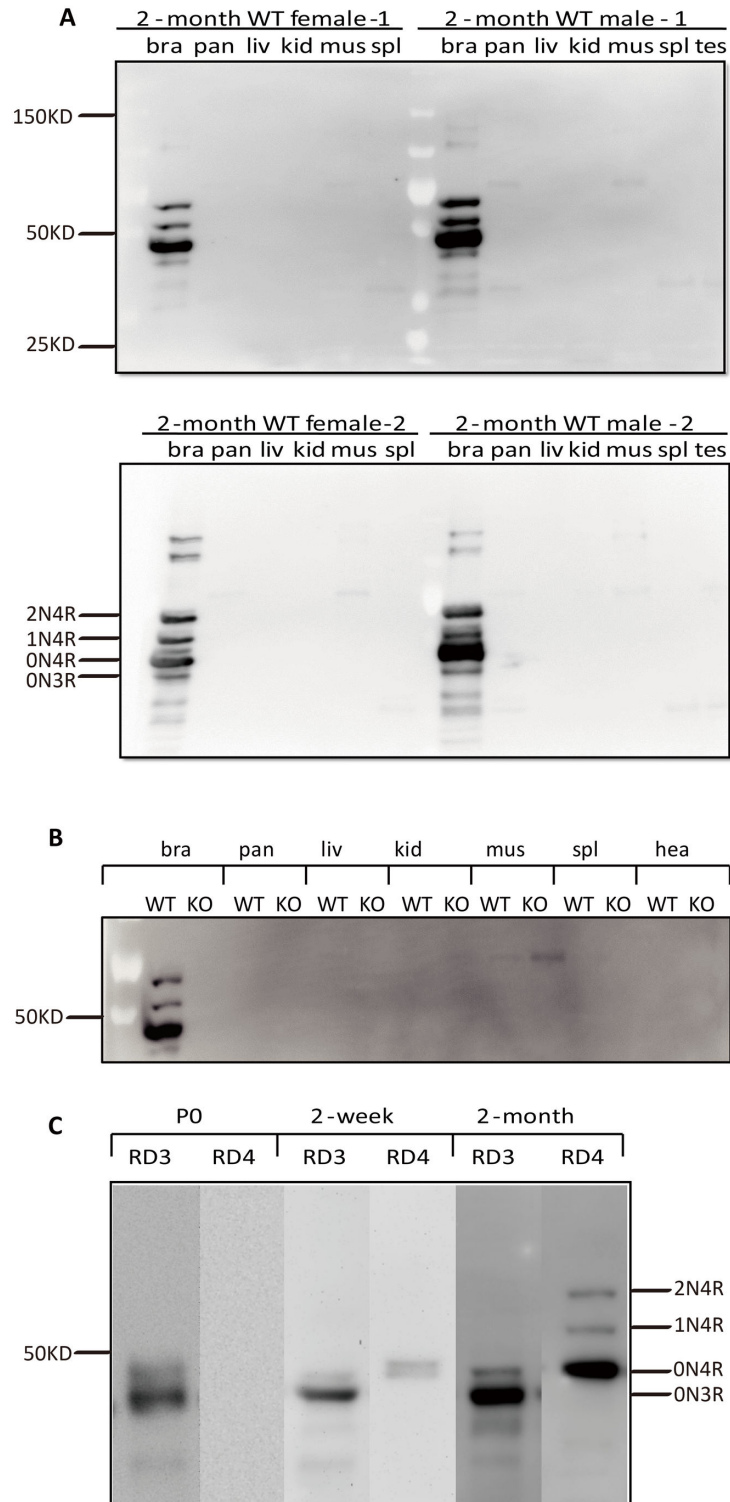 A
2-month WT female-1 2-month WT male-1
bra pan liv kid mus spl bra pan liv kid mus spl tes
150KD
50KD
25KD
2-month WT female-2 2-month WT male-2
bra pan liv kid mus spl bra pan liv kid mus spl tes
2N4R
1N4R
0N4R
0N3R
B
bra pan liv kid mus spl hea
WT KO WT KO WT KO WT KO WT KO WT KO WT KO
50KD
C
P0 2-week 2-month
RD3 RD4 RD3 RD4 RD3 RD4
2N4R
1N4R
50KD
0N4R
0N3R